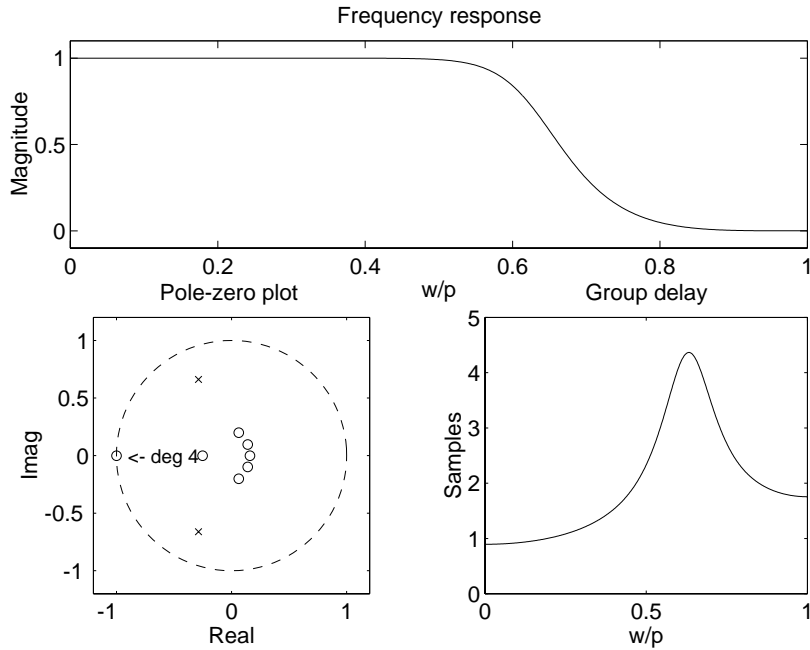 Frequency response
Magnitude
1
0.5
0
0 0.2 0.4 0.6 0.8 1
w/p
Pole-zero plot
Imag
1
0.5
0
-0.5
-1
<- deg 4
-1 0 1
Real
Group delay
Samples
5
4
3
2
1
0
0 0.5 1
w/p